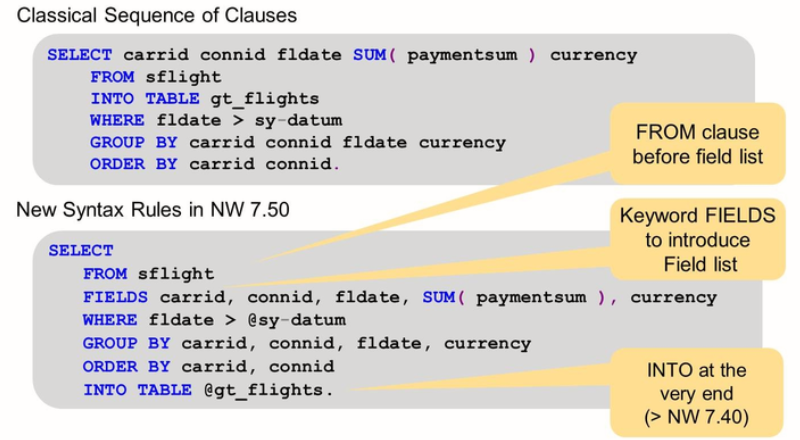 Classical Sequence of Clauses
SELECT carrid connid fldate SUM( paymentsum ) currency
FROM sflight
INTO TABLE gt_flights
WHERE fldate > sy-datum
GROUP BY carrid connid fldate currency
ORDER BY carrid connid.
FROM clause
before field list
New Syntax Rules in NW 7.50
Keyword FIELDS
to introduce
Field list
SELECT
FROM sflight
FIELDS carrid, connid, fldate, SUM( paymentsum ), currency
WHERE fldate > @sy-datum
GROUP BY carrid, connid, fldate, currency
ORDER BY carrid, connid
INTO TABLE @gt_flights.
INTO at the
very end
(> NW 7.40)